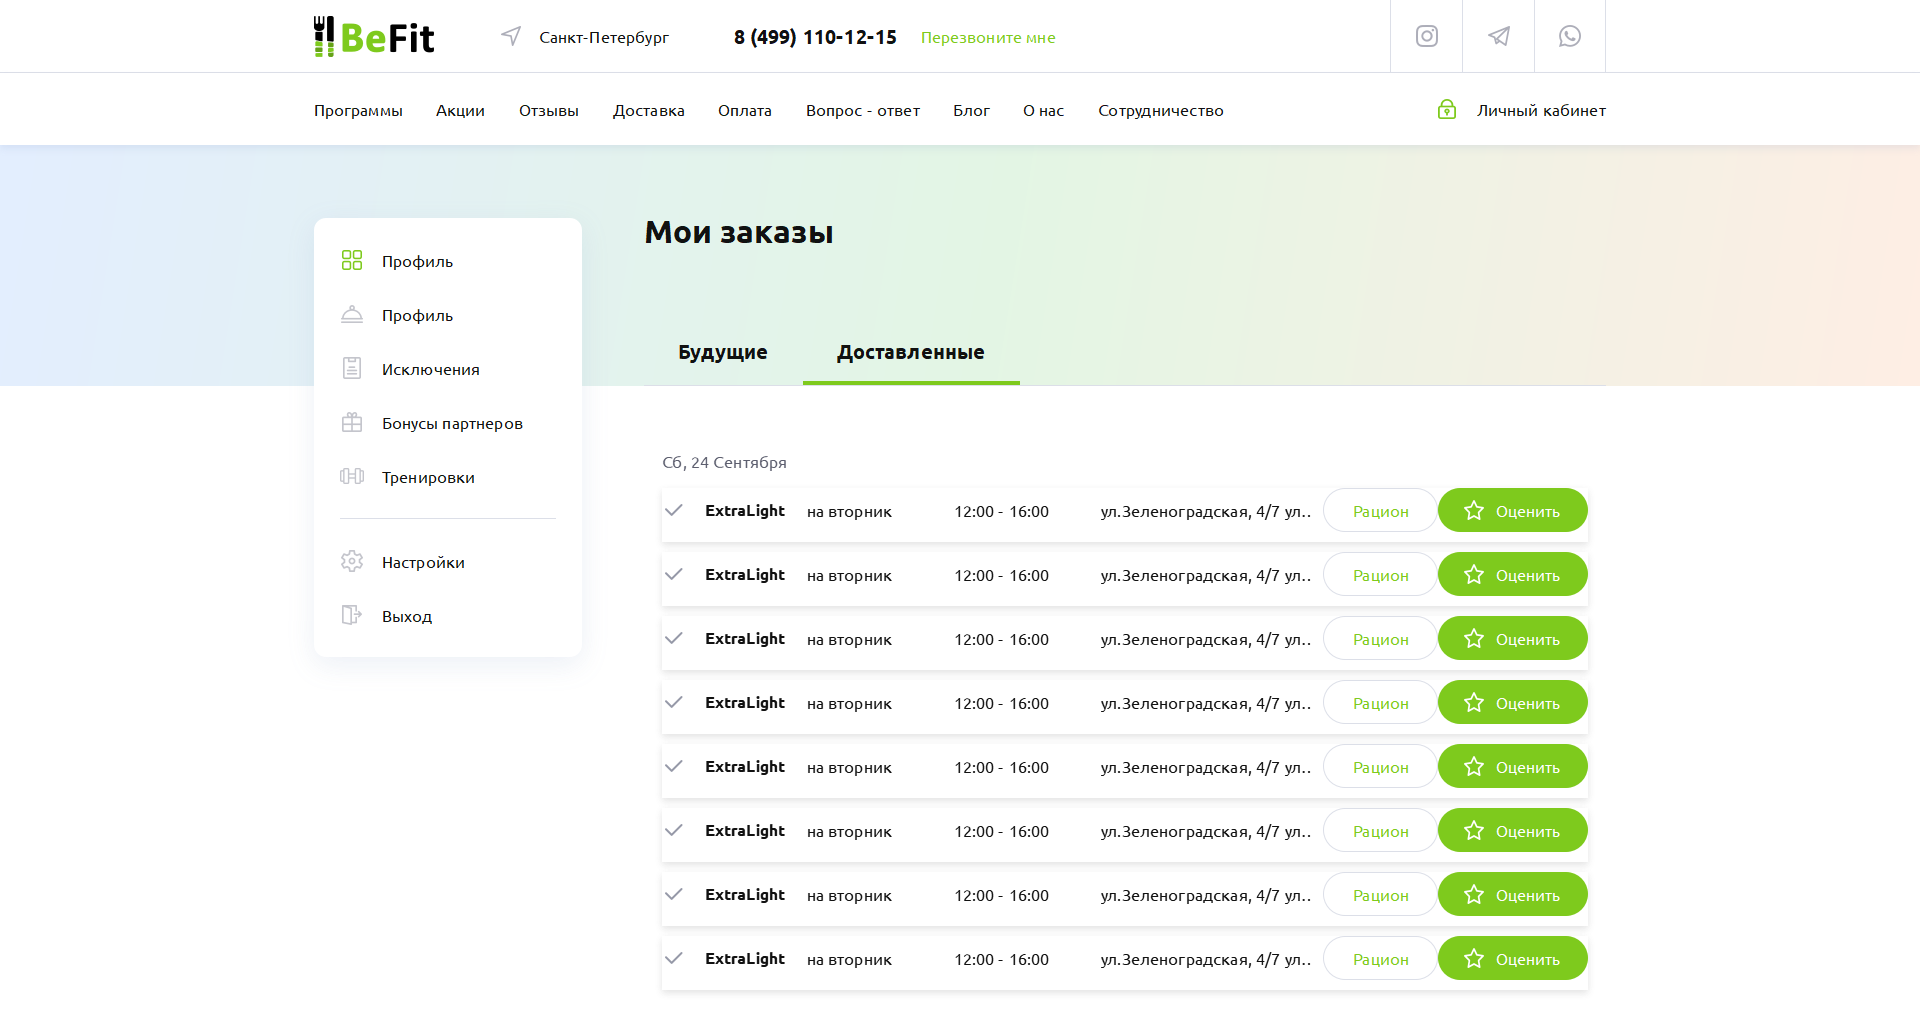 BeFit
Санкт-Петербург
8 (499) 110-12-15
Перезвоните мне
Программы
Акции
Отзывы
Доставка
Оплата
Вопрос - ответ
Блог
О нас
Сотрудничество
Личный кабинет
Профиль
Профиль
Исключения
Бонусы партнеров
Тренировки
Настройки
Выход
Мои заказы
Будущие
Доставленные
Сб, 24 Сентября
ExtraLight на вторник 12:00 - 16:00 ул.Зеленоградская, 4/7 ул.. Рацион Оценить
ExtraLight на вторник 12:00 - 16:00 ул.Зеленоградская, 4/7 ул.. Рацион Оценить
ExtraLight на вторник 12:00 - 16:00 ул.Зеленоградская, 4/7 ул.. Рацион Оценить
ExtraLight на вторник 12:00 - 16:00 ул.Зеленоградская, 4/7 ул.. Рацион Оценить
ExtraLight на вторник 12:00 - 16:00 ул.Зеленоградская, 4/7 ул.. Рацион Оценить
ExtraLight на вторник 12:00 - 16:00 ул.Зеленоградская, 4/7 ул.. Рацион Оценить
ExtraLight на вторник 12:00 - 16:00 ул.Зеленоградская, 4/7 ул.. Рацион Оценить
ExtraLight на вторник 12:00 - 16:00 ул.Зеленоградская, 4/7 ул.. Рацион Оценить